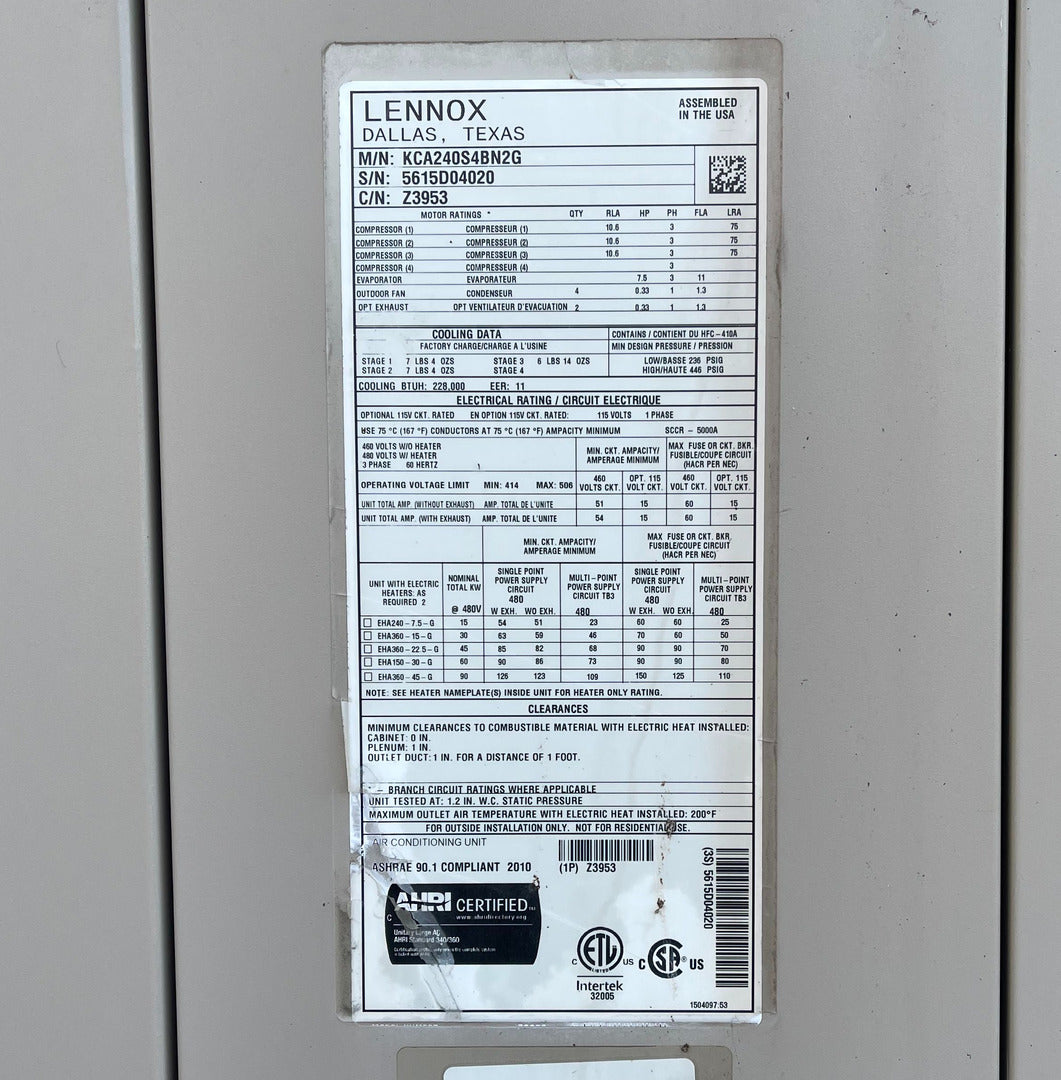 LENNOX
DALLAS, TEXAS
ASSEMBLED
IN THE USA
M/N: KCA240S4BN2G
S/N: 5615D04020
C/N: Z3953
MOTOR RATINGS * QTY RLA HP PH FLA LRA
COMPRESSOR (1) COMPRESSEUR (1) 10.6 3 75
COMPRESSOR (2) COMPRESSEUR (2) 10.6 3 75
COMPRESSOR (3) COMPRESSEUR (3) 10.6 3 75
COMPRESSOR (4) COMPRESSEUR (4) 3
EVAPORATOR EVAPORATEUR 7.5 3 11
OUTDOOR FAN CONDENSEUR 4 0.33 1 1.3
OPT EXHAUST OPT VENTILATEUR D'EVACUATION 2 0.33 1 1.3
COOLING DATA
FACTORY CHARGE/CHARGE A L'USINE
STAGE 1 7 LBS 4 OZS STAGE 3 6 LBS 14 OZS
STAGE 2 7 LBS 4 OZS STAGE 4
CONTAINS / CONTIENT DU HFC-410A
MIN DESIGN PRESSURE / PRESSION
LOW/BASSE 236 PSIG
HIGH/HAUTE 446 PSIG
COOLING BTUH: 228,000 EER: 11
ELECTRICAL RATING / CIRCUIT ELECTRIQUE
OPTIONAL 115V CKT. RATED EN OPTION 115V CKT. RATED: 115 VOLTS 1 PHASE
USE 75 °C (167 °F) CONDUCTORS AT 75 °C (167 °F) AMPACITY MINIMUM SCCR - 5000A
460 VOLTS W/O HEATER
480 VOLTS W/ HEATER
3 PHASE 60 HERTZ
MIN. CKT. AMPACITY/
AMPERAGE MINIMUM
MAX FUSE OR CKT. BKR.
FUSIBLE/COUPE CIRCUIT
(HACR PER NEC)
OPERATING VOLTAGE LIMIT MIN: 414 MAX: 506
460 VOLTS CKT. OPT. 115 VOLT CKT. 460 VOLT CKT. OPT. 115 VOLT CKT.
UNIT TOTAL AMP. (WITHOUT EXHAUST) AMP. TOTAL DE L'UNITE 51 15 60 15
UNIT TOTAL AMP. (WITH EXHAUST) AMP. TOTAL DE L'UNITE 54 15 60 15
MIN. CKT. AMPACITY/
AMPERAGE MINIMUM
MAX FUSE OR CKT. BKR.
FUSIBLE/COUPE CIRCUIT
(HACR PER NEC)
UNIT WITH ELECTRIC
HEATERS: AS
REQUIRED 2
NOMINAL
TOTAL KW
@ 480V
SINGLE POINT
POWER SUPPLY
CIRCUIT
480
W EXH. WO EXH.
MULTI-POINT
POWER SUPPLY
CIRCUIT TB3
480
SINGLE POINT
POWER SUPPLY
CIRCUIT
480
W EXH. WO EXH.
MULTI-POINT
POWER SUPPLY
CIRCUIT TB3
480
EHA240-7.5-G 15 54 51 23 60 60 25
EHA360-15-G 30 63 59 46 70 60 50
EHA360-22.5-G 45 85 82 68 90 90 70
EHA150-30-G 60 90 86 73 90 90 80
EHA360-45-G 90 126 123 109 150 125 110
NOTE: SEE HEATER NAMEPLATE(S) INSIDE UNIT FOR HEATER ONLY RATING.
CLEARANCES
MINIMUM CLEARANCES TO COMBUSTIBLE MATERIAL WITH ELECTRIC HEAT INSTALLED:
CABINET: 0 IN.
PLENUM: 1 IN.
OUTLET DUCT: 1 IN. FOR A DISTANCE OF 1 FOOT.
* - BRANCH CIRCUIT RATINGS WHERE APPLICABLE
UNIT TESTED AT: 1.2 IN. W.C. STATIC PRESSURE
MAXIMUM OUTLET AIR TEMPERATURE WITH ELECTRIC HEAT INSTALLED: 200°F
FOR OUTSIDE INSTALLATION ONLY. NOT FOR RESIDENTIAL USE.
AIR CONDITIONING UNIT
ASHRAE 90.1 COMPLIANT 2010
(1P) Z3953
(3S) 5615D04020
AHRI CERTIFIED
www.ahridirectory.org
Unitary Large AC
AHRI Standard 340/360
C ETL LISTED US
Intertek
32005
C SA® US
1504097.53